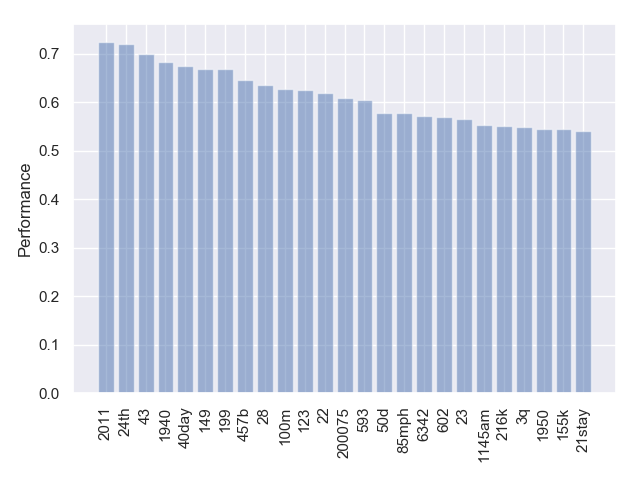 Performance
0.7
0.6
0.5
0.4
0.3
0.2
0.1
0.0
2011
24th
43
1940
40day
149
199
457b
28
100m
123
22
200075
593
50d
85mph
6342
602
23
1145am
216k
3q
1950
155k
21stay